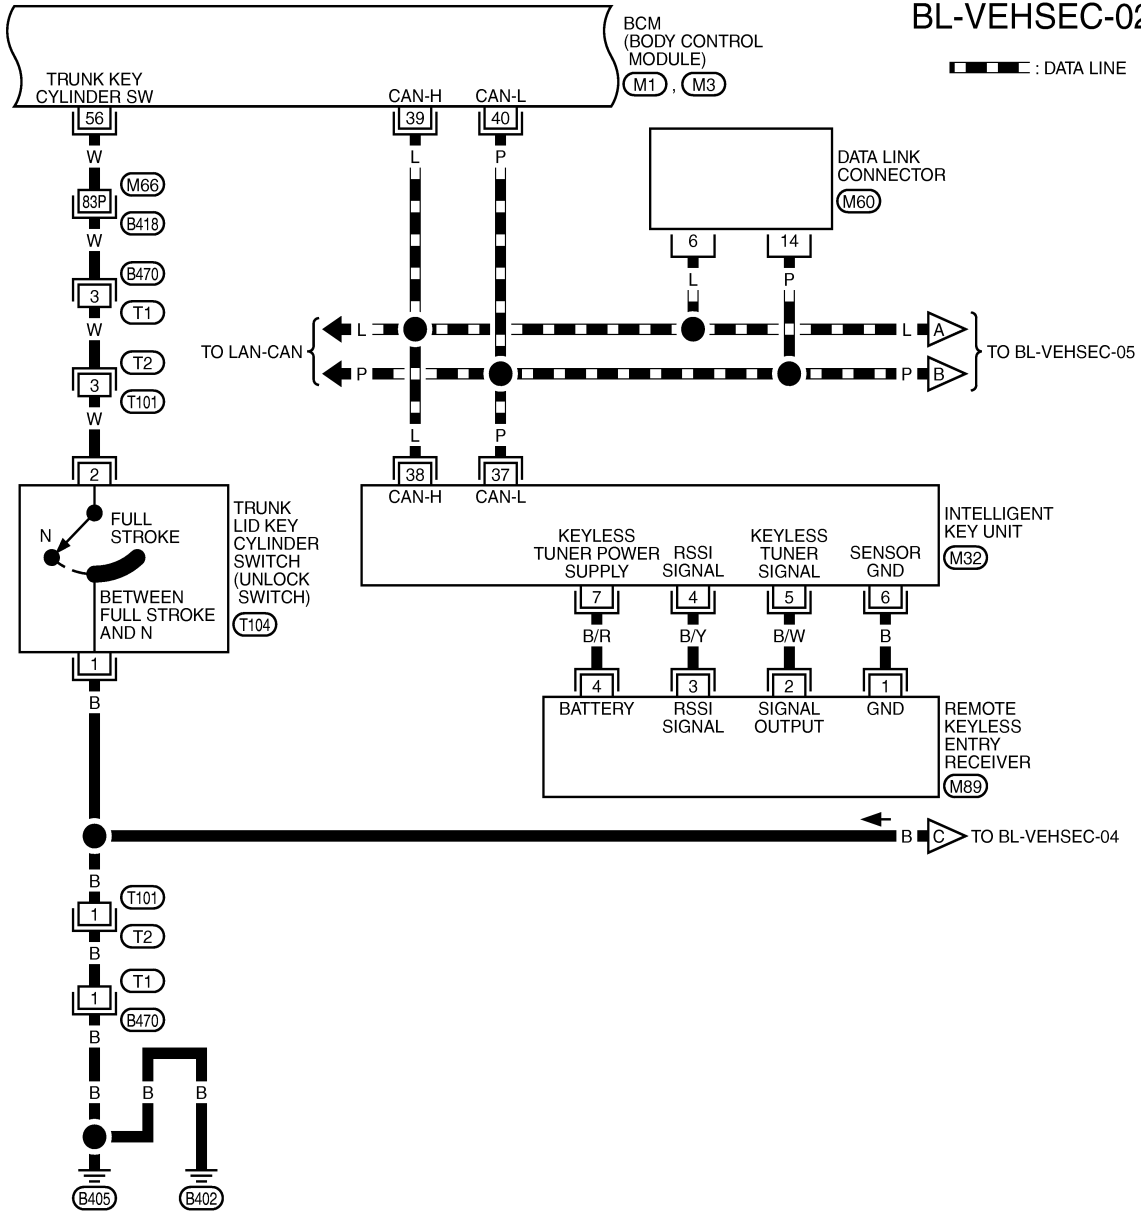 BL-VEHSEC-02
BCM
(BODY CONTROL
MODULE)
M1 , M3
: DATA LINE
TRUNK KEY
CYLINDER SW
CAN-H
CAN-L
56
39
40
W
L
P
DATA LINK
CONNECTOR
M60
M66
83P
B418
W
6
14
L
P
B470
3
T1
W
TO LAN-CAN
L
P
L
A
P
B
TO BL-VEHSEC-05
T2
3
T101
W
L
P
2
38
37
CAN-H
CAN-L
N
FULL
STROKE
BETWEEN
FULL STROKE
AND N
TRUNK
LID KEY
CYLINDER
SWITCH
(UNLOCK
SWITCH)
T104
INTELLIGENT
KEY UNIT
M32
KEYLESS
TUNER POWER
SUPPLY
RSSI
SIGNAL
KEYLESS
TUNER
SIGNAL
SENSOR
GND
7
4
5
6
B/R
B/Y
B/W
B
4
3
2
1
BATTERY
RSSI
SIGNAL
SIGNAL
OUTPUT
GND
REMOTE
KEYLESS
ENTRY
RECEIVER
M89
1
B
B
C
TO BL-VEHSEC-04
B
T101
1
T2
B
T1
1
B470
B
B
B
B
B405
B402